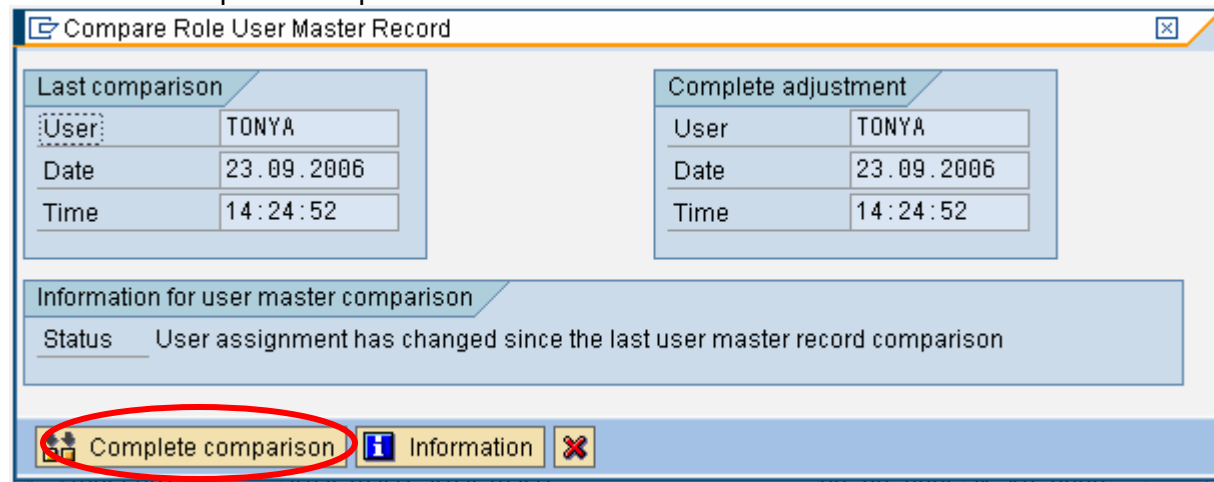 Compare Role User Master Record
Last comparison
User TONYA
Date 23.09.2006
Time 14:24:52
Complete adjustment
User TONYA
Date 23.09.2006
Time 14:24:52
Information for user master comparison
Status User assignment has changed since the last user master record comparison
Complete comparison Information